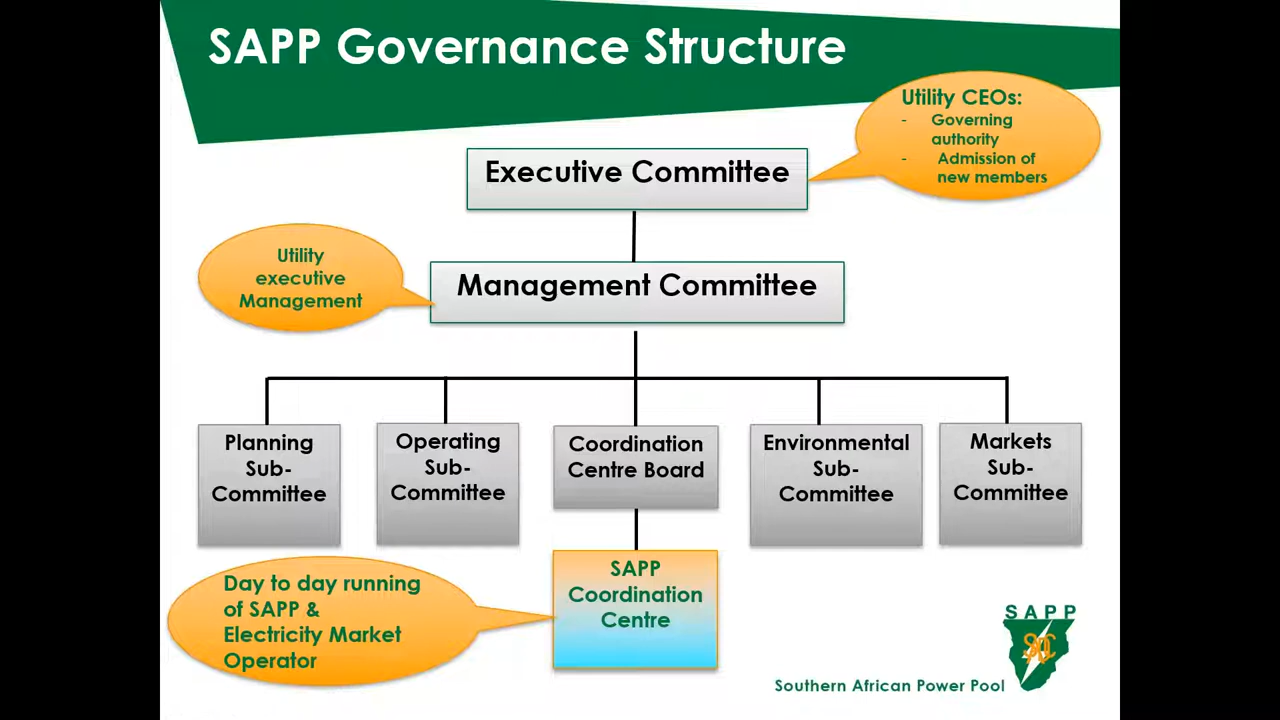 SAPP Governance Structure
Utility CEOs:
- Governing
authority
- Admission of
new members
Executive Committee
Utility
executive
Management
Management Committee
Planning
Sub-
Committee
Operating
Sub-
Committee
Coordination
Centre Board
Environmental
Sub-
Committee
Markets
Sub-
Committee
Day to day running
of SAPP &
Electricity Market
Operator
SAPP
Coordination
Centre
SAPP
Southern African Power Pool